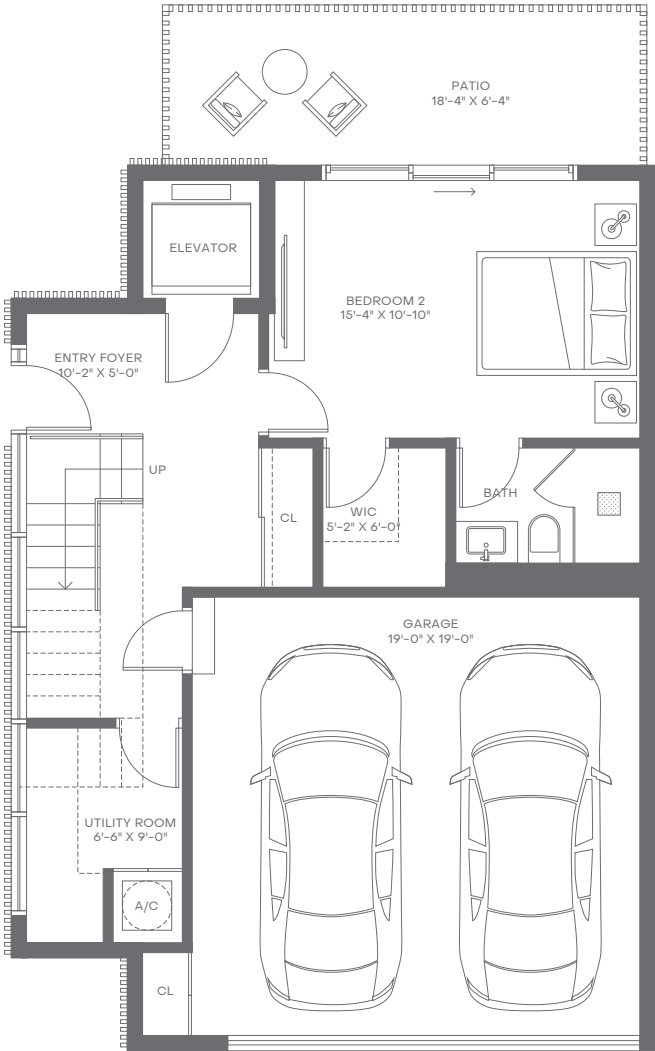 PATIO
18'-4" X 6'-4"
ELEVATOR
BEDROOM 2
15'-4" X 10'-10"
ENTRY FOYER
10'-2" X 5'-0"
UP
BATH
CL
WIC
5'-2" X 6'-0"
GARAGE
19'-0" X 19'-0"
UTILITY ROOM
6'-6" X 9'-0"
A/C
CL